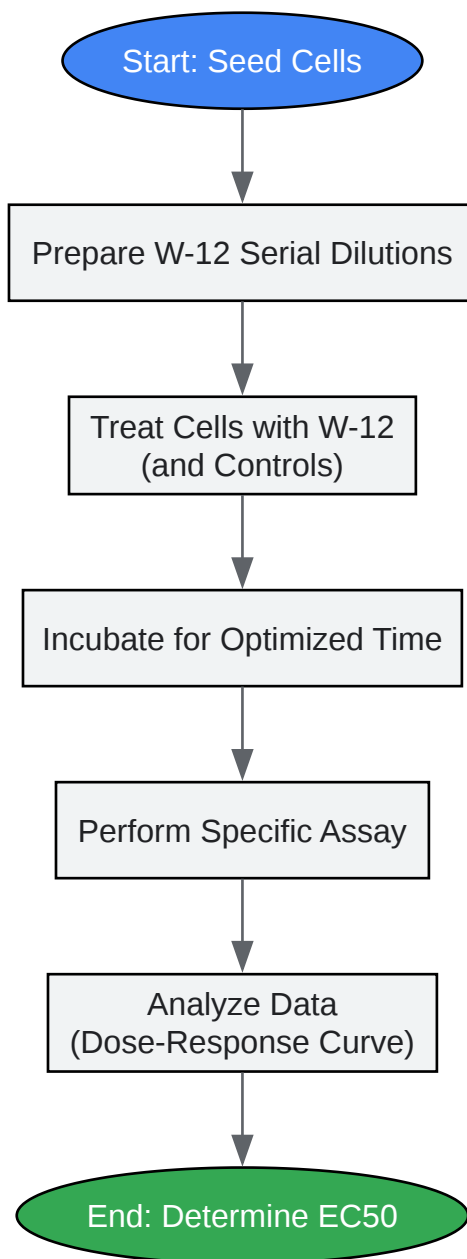 Start: Seed Cells
Prepare W-12 Serial Dilutions
Treat Cells with W-12
(and Controls)
Incubate for Optimized Time
Perform Specific Assay
Analyze Data
(Dose-Response Curve)
End: Determine EC50